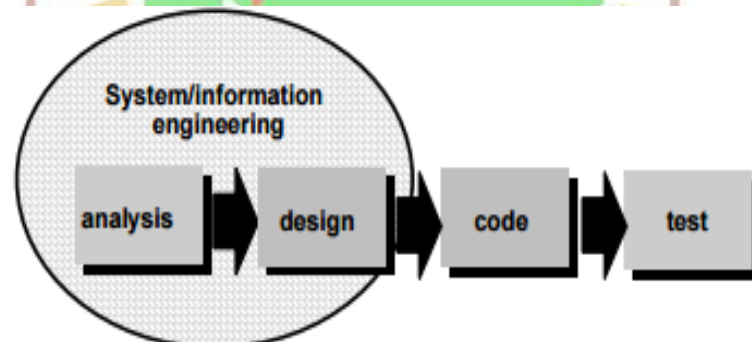 System/information
engineering
analysis
design
code
test